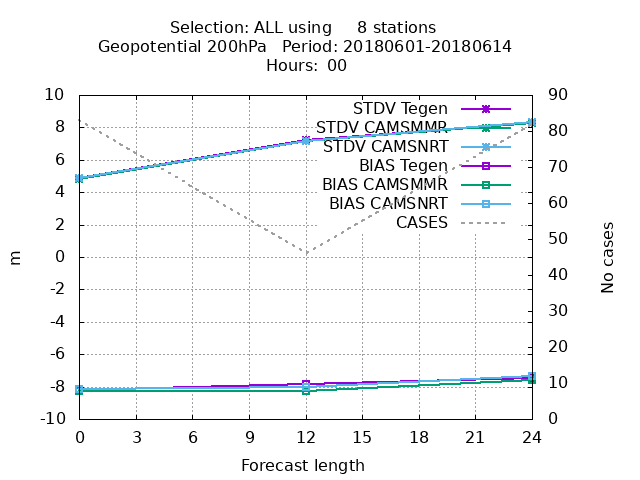 Selection: ALL using     8 stations
Geopotential 200hPa   Period: 20180601-20180614
Hours: 00
10
8
6
4
2
0
-2
-4
-6
-8
-10
m
STDV Tegen
STDV CAMSMMR
STDV CAMSNRT
BIAS Tegen
BIAS CAMSMMR
BIAS CAMSNRT
CASES
90
80
70
60
50
40
30
20
10
0
No cases
0 3 6 9 12 15 18 21 24
Forecast length